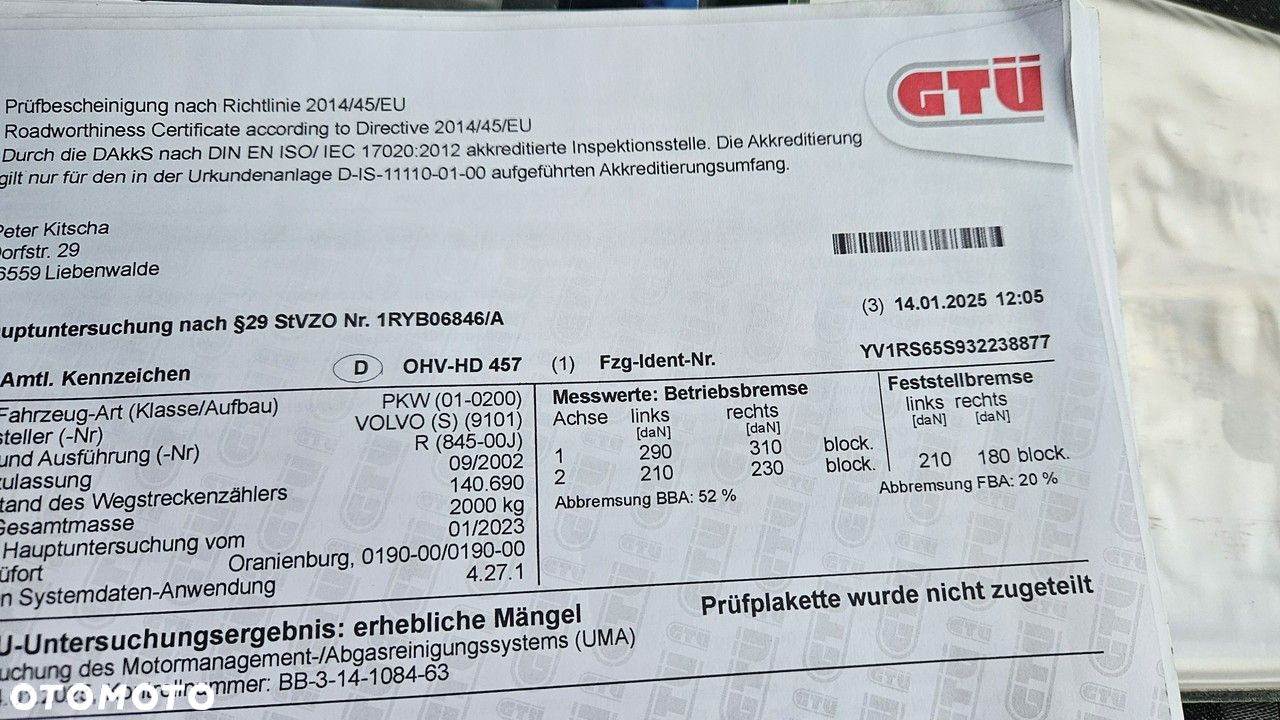 GTÜ
Prüfbescheinigung nach Richtlinie 2014/45/EU
Roadworthiness Certificate according to Directive 2014/45/EU
Durch die DAkkS nach DIN EN ISO/ IEC 17020:2012 akkreditierte Inspektionsstelle. Die Akkreditierung
gilt nur für den in der Urkundenanlage D-IS-11110-01-00 aufgeführten Akkreditierungsumfang.
Peter Kitscha
orfstr. 29
6559 Liebenwalde
(3) 14.01.2025 12:05
uptuntersuchung nach §29 StVZO Nr. 1RYB06846/A
Amtl. Kennzeichen D OHV-HD 457 (1) Fzg-Ident-Nr. YV1RS65S932238877
Fahrzeug-Art (Klasse/Aufbau) PKW (01-0200)
steller (-Nr) VOLVO (S) (9101)
und Ausführung (-Nr) R (845-00J)
ulassung 09/2002
tand des Wegstreckenzählers 140.690
Gesamtmasse 2000 kg
Hauptuntersuchung vom 01/2023
üfort Oranienburg, 0190-00/0190-00
n Systemdaten-Anwendung 4.27.1
Messwerte: Betriebsbremse
Achse links rechts
[daN] [daN]
1 290 310 block.
2 210 230 block.
Abbremsung BBA: 52 %
Feststellbremse
links rechts
[daN] [daN]
210 180 block.
Abbremsung FBA: 20 %
U-Untersuchungsergebnis: erhebliche Mängel Prüfplakette wurde nicht zugeteilt
uchung des Motormanagement-/Abgasreinigungssystems (UMA)
mmer: BB-3-14-1084-63
OTOMOTO